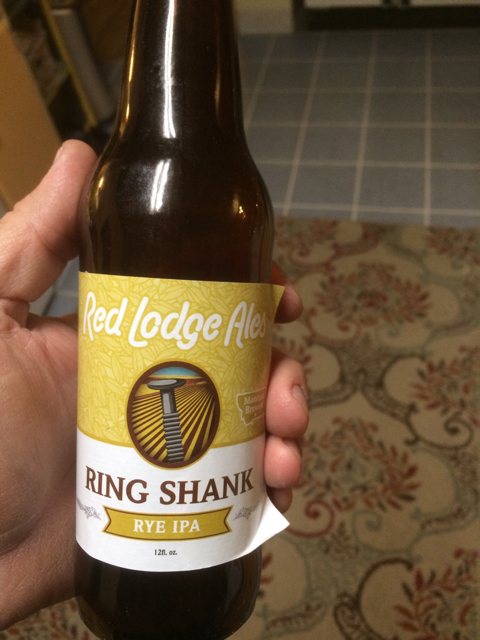 Red Lodge Ales
RING SHANK
RYE IPA
12fl. oz.